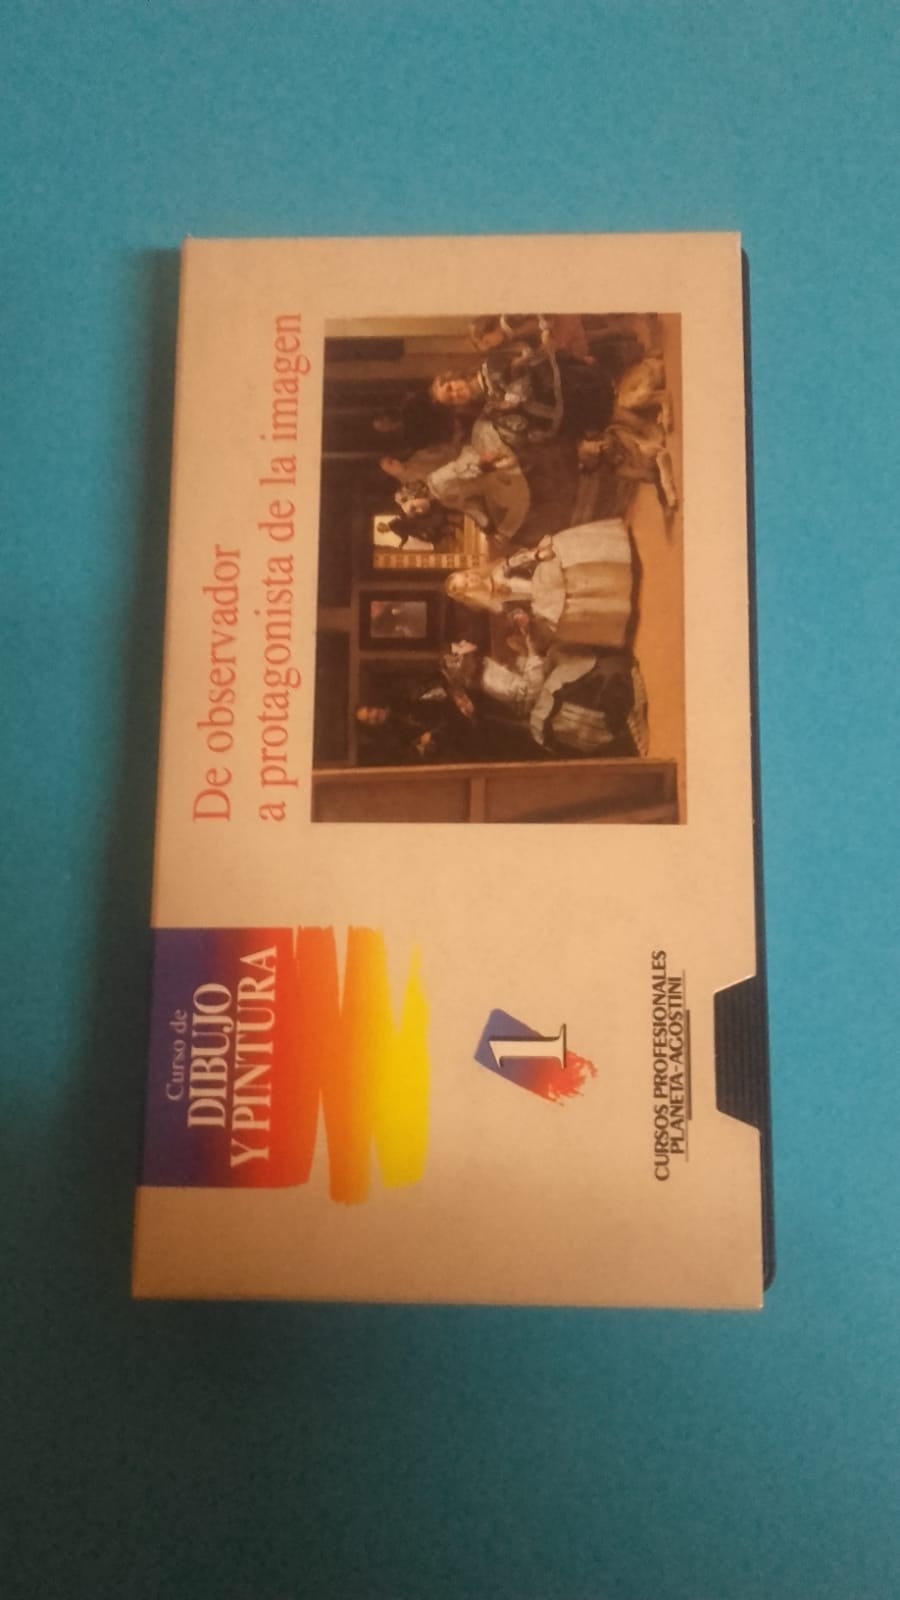 Curso de
DIBUJO
Y PINTURA
De observador
a protagonista de la imagen
1
CURSOS PROFESIONALES
PLANETA-AGOSTINI